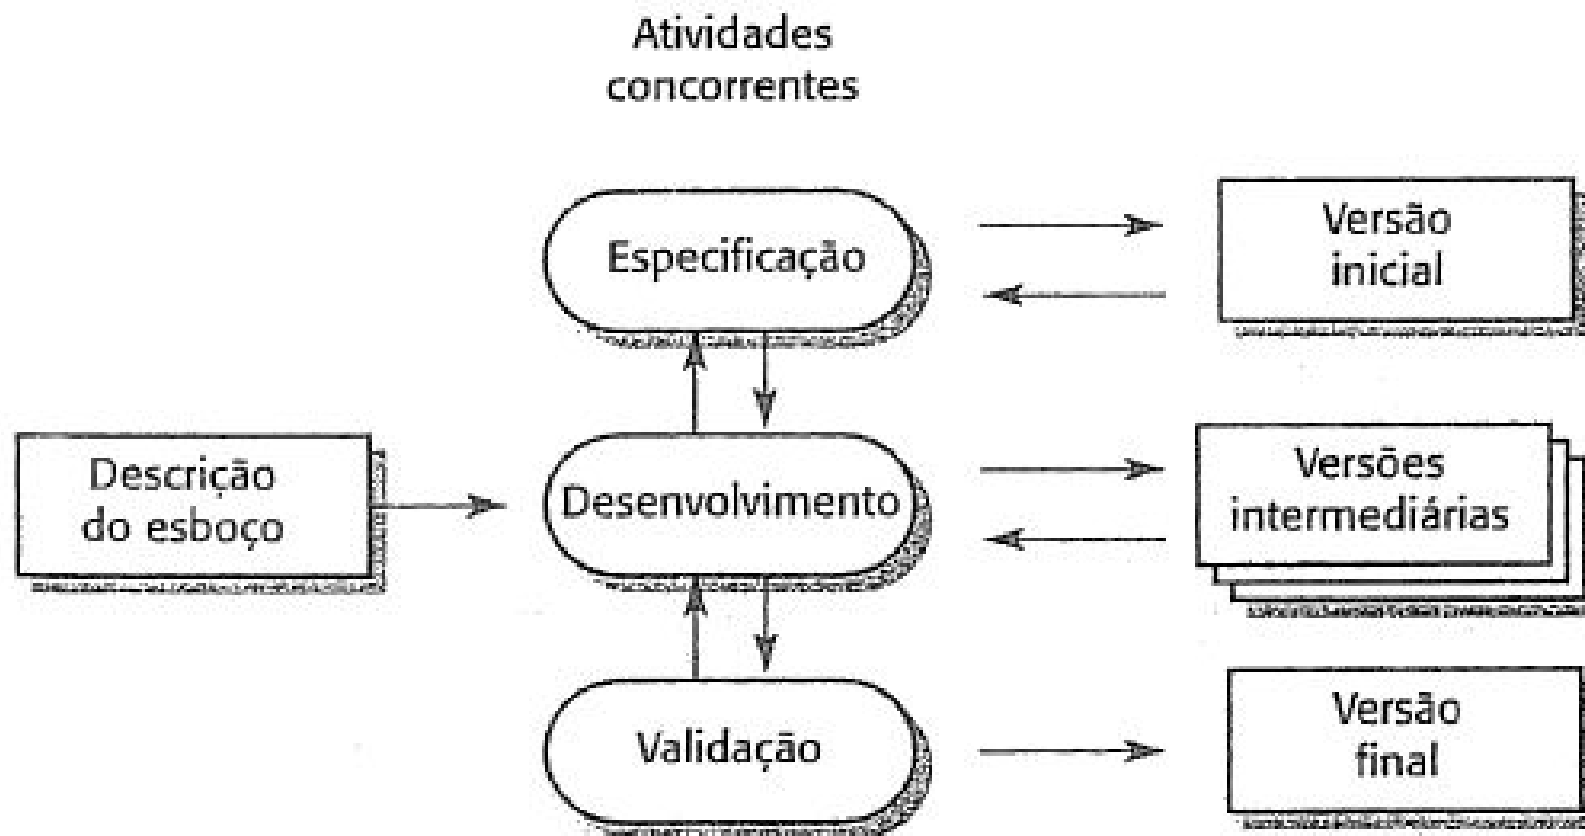 Atividades
concorrentes
Especificação
Versão
inicial
Descrição
do esboço
Desenvolvimento
Versões
intermediárias
Validação
Versão
final